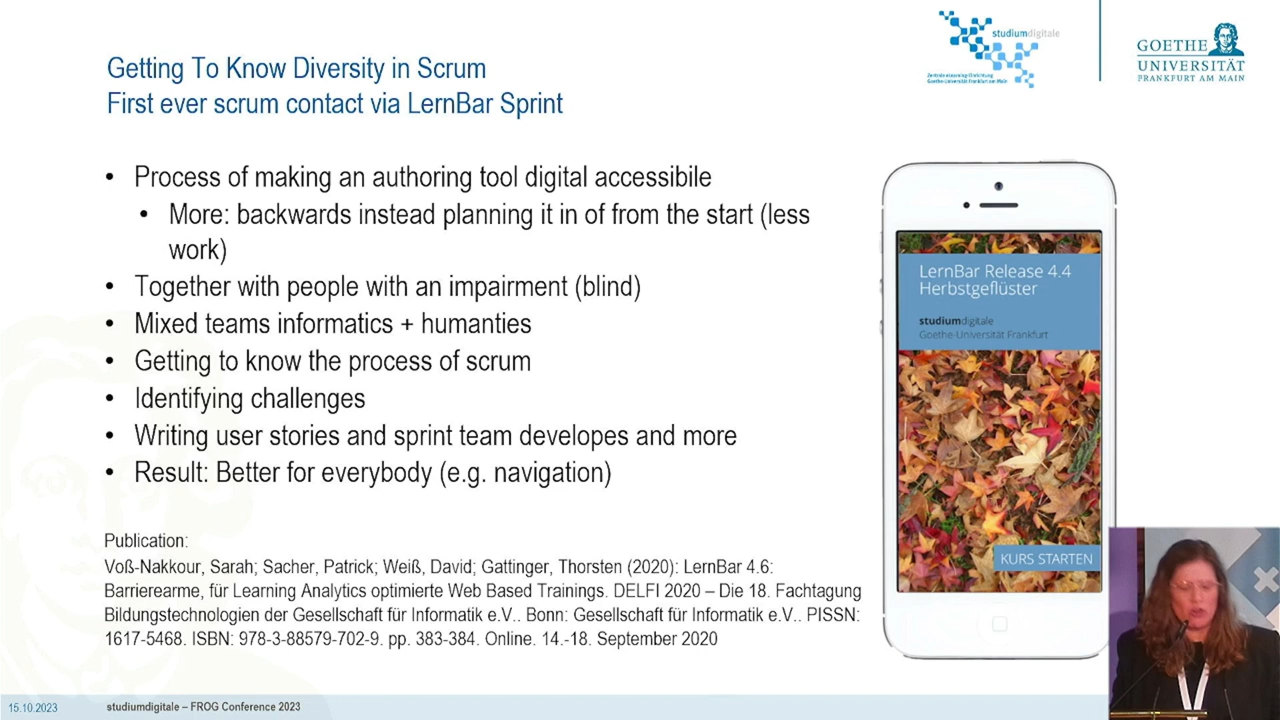 studiumdigitale
Zentrale eLearning-Einrichtung
Goethe-Universität Frankfurt am Main
GOETHE
UNIVERSITÄT
FRANKFURT AM MAIN
Getting To Know Diversity in Scrum
First ever scrum contact via LernBar Sprint
• Process of making an authoring tool digital accessibile
• More: backwards instead planning it in of from the start (less
work)
• Together with people with an impairment (blind)
• Mixed teams informatics + humanties
• Getting to know the process of scrum
• Identifying challenges
• Writing user stories and sprint team developes and more
• Result: Better for everybody (e.g. navigation)
LernBar Release 4.4
Herbstgeflüster
studiumdigitale
Goethe-Universität Frankfurt
KURS STARTEN
Publication:
Voß-Nakkour, Sarah; Sacher, Patrick; Weiß, David; Gattinger, Thorsten (2020): LernBar 4.6:
Barrierearme, für Learning Analytics optimierte Web Based Trainings. DELFI 2020 – Die 18. Fachtagung
Bildungstechnologien der Gesellschaft für Informatik e.V.. Bonn: Gesellschaft für Informatik e.V.. PISSN:
1617-5468. ISBN: 978-3-88579-702-9. pp. 383-384. Online. 14.-18. September 2020
15.10.2023
studiumdigitale – FROG Conference 2023